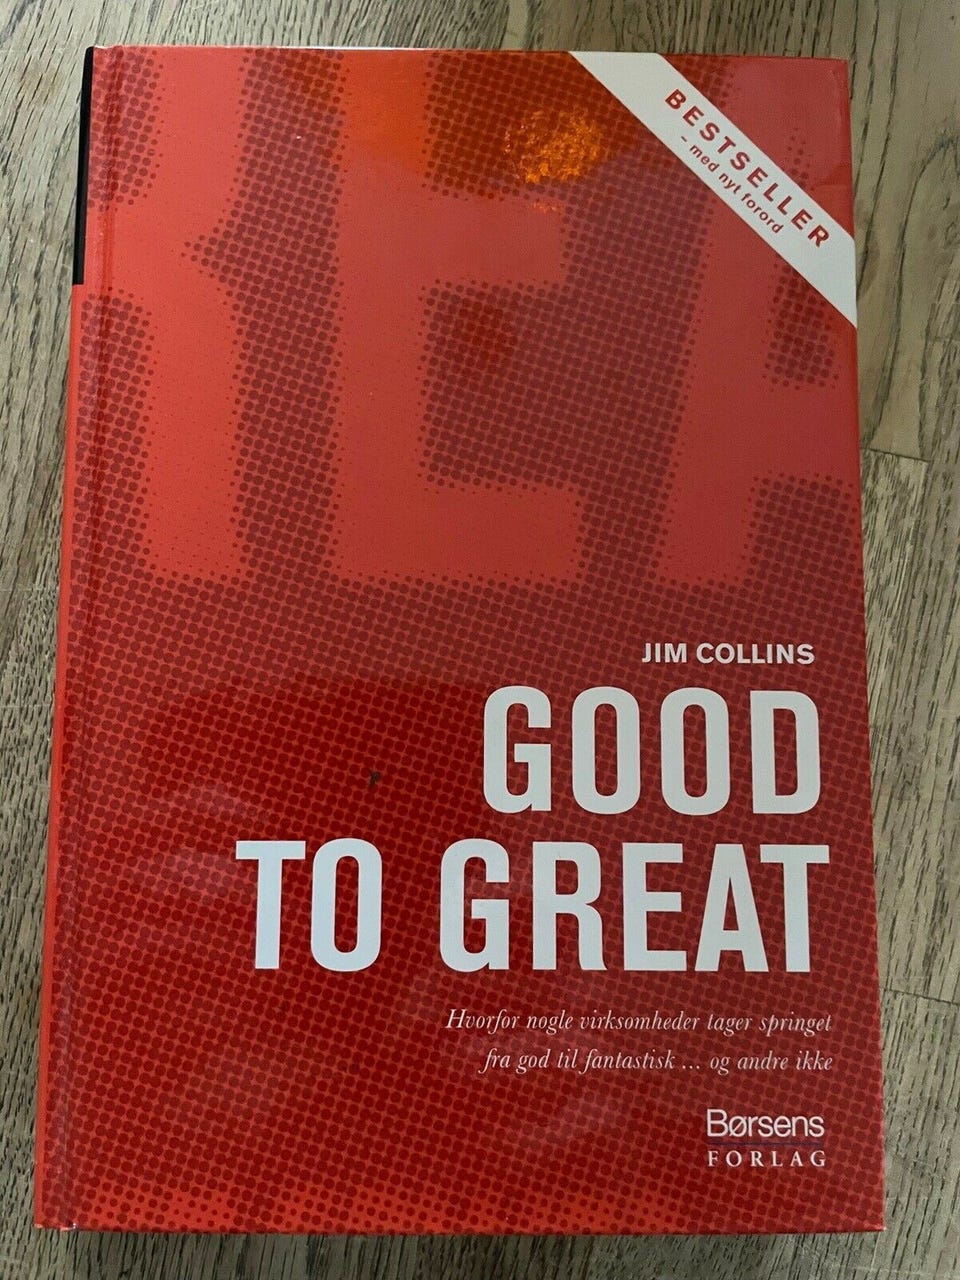 BESTSELLER
- med nyt forord
JIM COLLINS
GOOD
TO GREAT
Hvorfor nogle virksomheder tager springet
fra god til fantastisk ... og andre ikke
Børsens
FORLAG